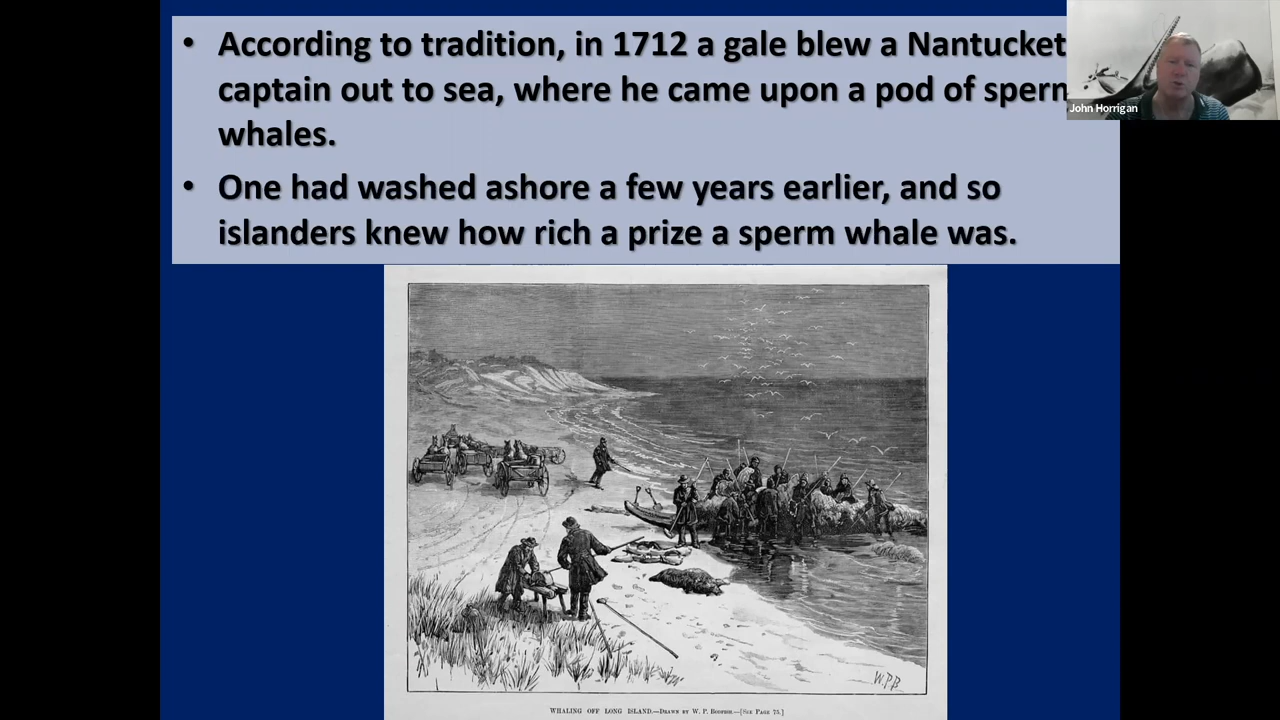 • According to tradition, in 1712 a gale blew a Nantucket
captain out to sea, where he came upon a pod of sperm
whales.
• One had washed ashore a few years earlier, and so
islanders knew how rich a prize a sperm whale was.
John Horrigan
W.P.B.
WHALING OFF LONG ISLAND.—Drawn by W. P. Bodfish.—[See Page 75.]